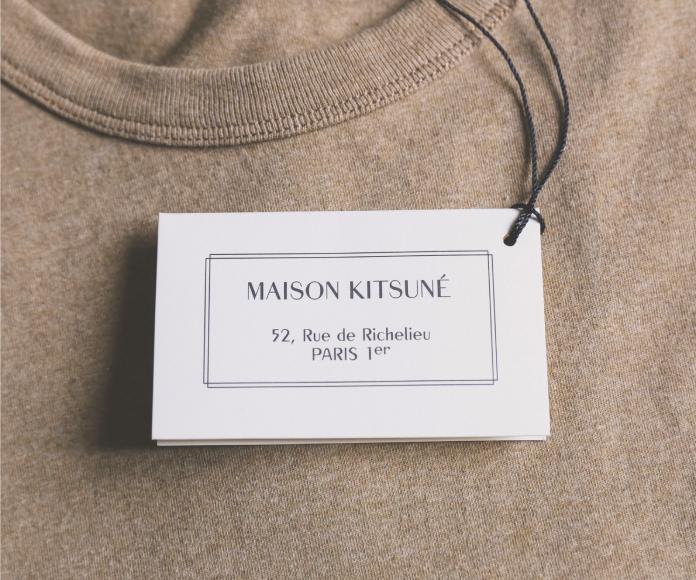 MAISON KITSUNÉ
52, Rue de Richelieu
PARIS 1er